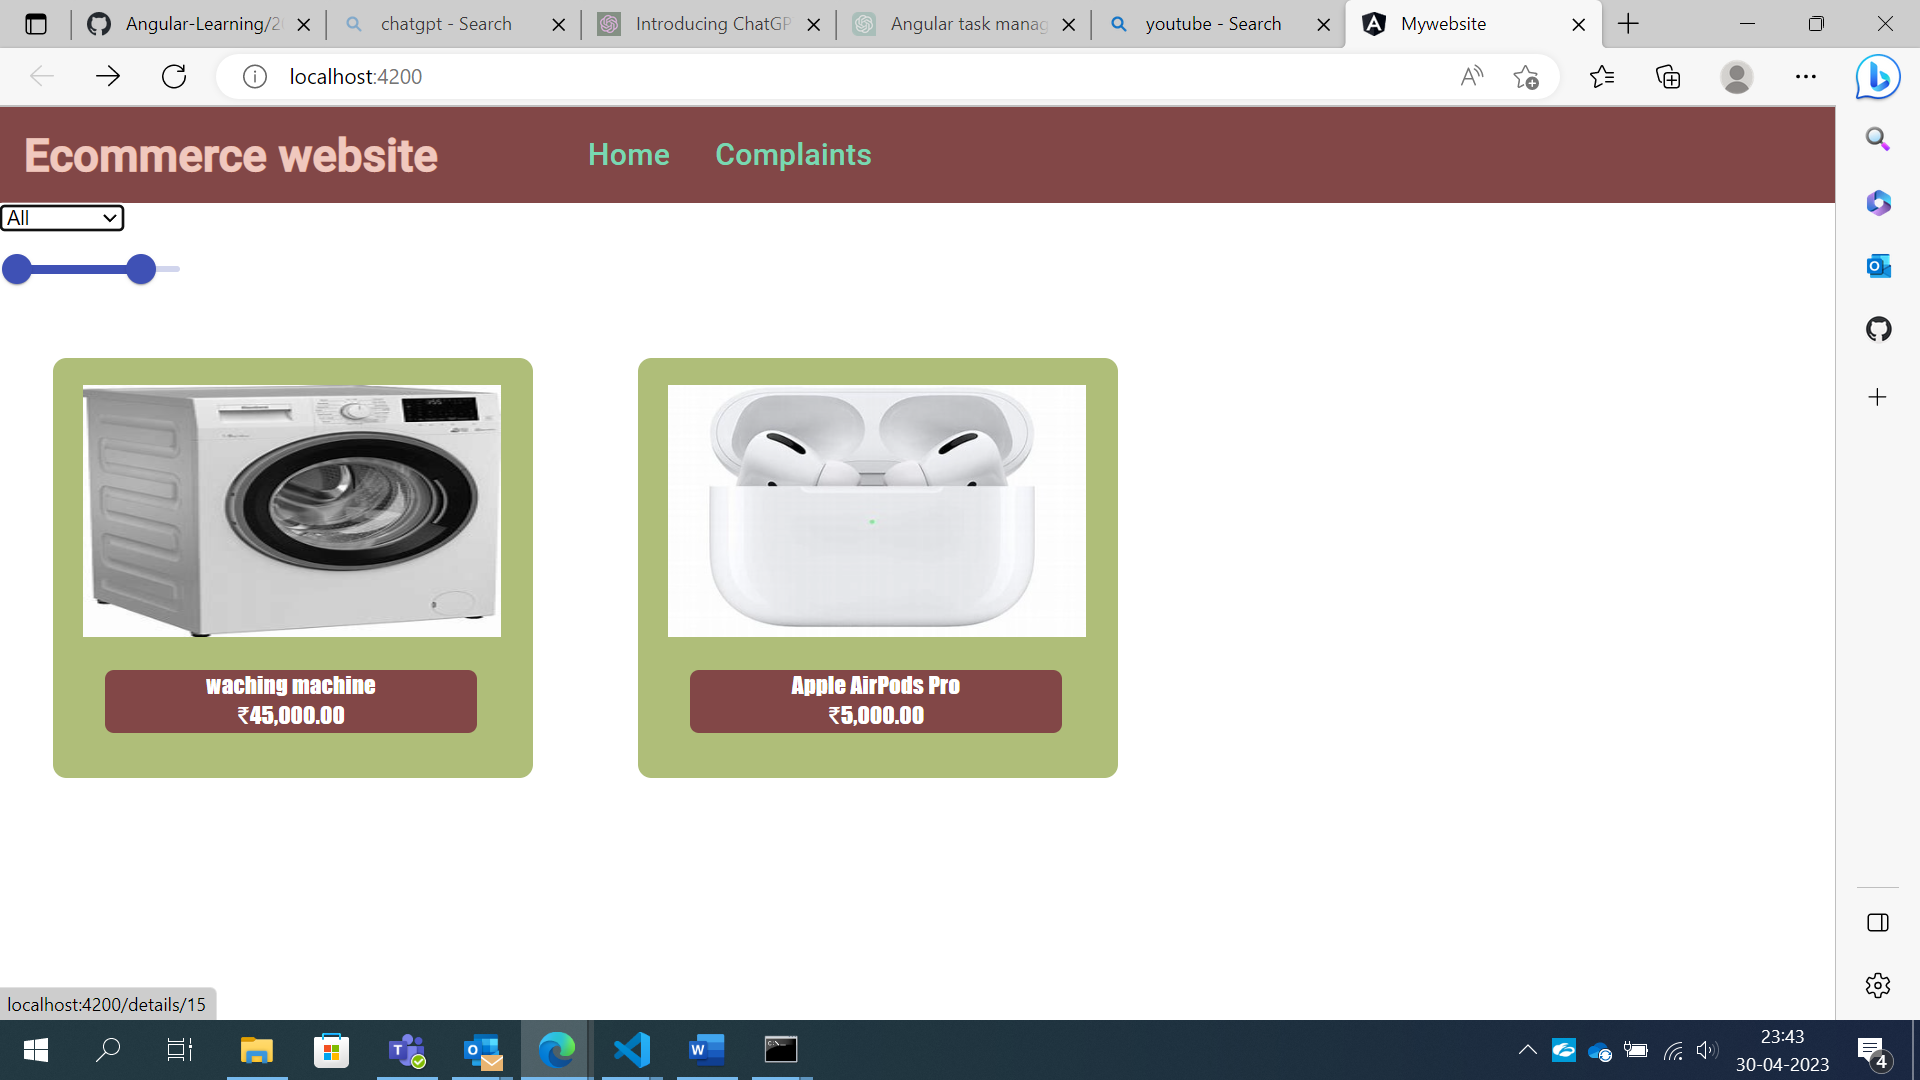 Angular-Learning/2
chatgpt - Search
Introducing ChatGP
Angular task manag
youtube - Search
Mywebsite
localhost:4200
Ecommerce website
Home
Complaints
All
waching machine
₹45,000.00
Apple AirPods Pro
₹5,000.00
localhost:4200/details/15
23:43
30-04-2023
4